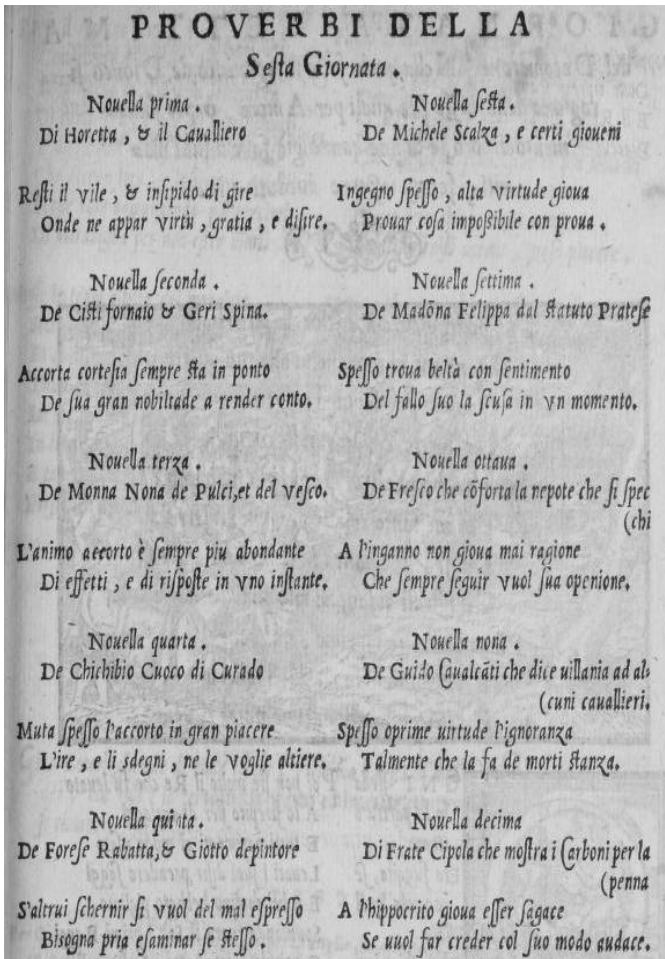 PROVERBI DELLA
Seſta Giornata.
Nouella prima.
Di Horetta, & il Caualliero
Reſti il vile, & inſipido di gire
Onde ne appar virtù, gratia, e diſire.
Nouella ſeconda.
De Ciſti fornaio & Geri Spina.
Accorta corteſia ſempre ſta in ponto
De ſua gran nobiltade a render conto.
Nouella terza.
De Monna Nona de Pulci, et del veſco.
L'animo accorto è ſempre piu abondante
Di effetti, e di riſpoſte in vno inſtante.
Nouella quarta.
De Chichibio Cuoco di Curado
Muta ſpeſſo l'accorto in gran piacere
L'ire, e li sdegni, ne le voglie altiere.
Nouella quinta.
De Foreſe Rabatta, & Giotto depintore
S'altrui ſchernir ſi vuol del mal eſpreſſo
Biſogna pria eſaminar ſe ſteſſo.
Nouella ſeſta.
De Michele Scalza, e certi gioueni
Ingegno ſpeſſo, alta virtude gioua
Prouar coſa impoſſibile con proua.
Nouella ſettima.
De Madōna Felippa dal ſtatuto Prateſe
Speſſo troua beltà con ſentimento
Del fallo ſuo la ſcuſa in vn momento.
Nouella ottaua.
De Freſco che cōforta la nepote che ſi ſpec
(chi
A l'inganno non gioua mai ragione
Che ſempre ſeguir vuol ſua openione.
Nouella nona.
De Guido Caualcāti che dice uillania ad al-
(cuni cauallieri.
Speſſo oprime uirtude l'ignoranza
Talmente che la fa de morti ſtanza.
Nouella decima
Di Frate Cipola che moſtra i Carboni per la
(penna
A l'hippocrito gioua eſſer ſagace
Se uuol far creder col ſuo modo audace.